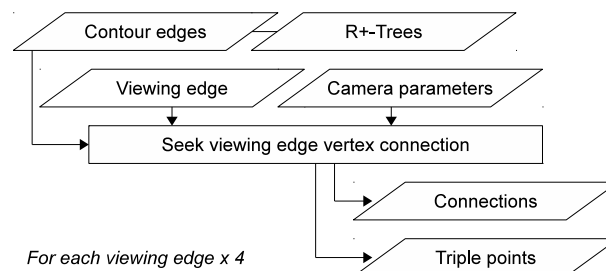 Contour edges
R+-Trees
Viewing edge
Camera parameters
Seek viewing edge vertex connection
Connections
For each viewing edge x 4
Triple points